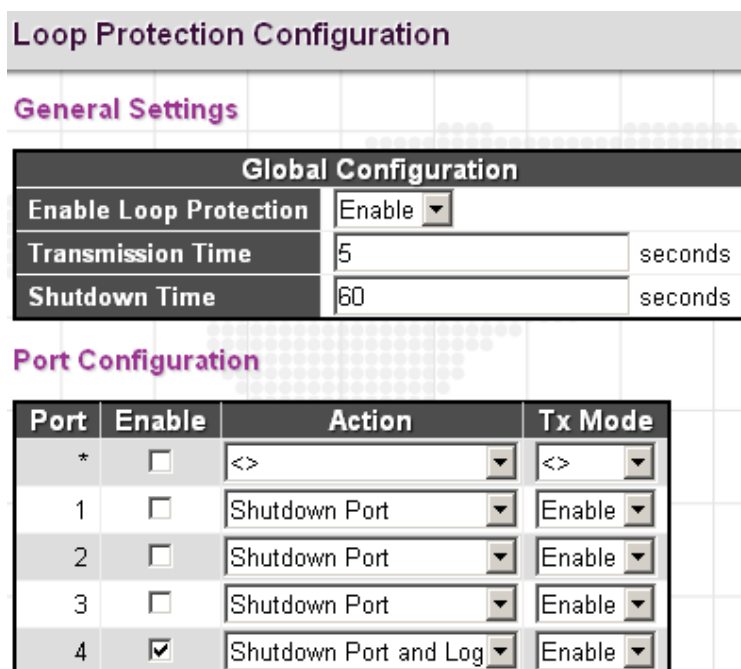 Loop Protection Configuration
General Settings
Global Configuration
Enable Loop Protection Enable
Transmission Time 5 seconds
Shutdown Time 60 seconds
Port Configuration
Port Enable Action Tx Mode
* <> <>
1 Shutdown Port Enable
2 Shutdown Port Enable
3 Shutdown Port Enable
4 Shutdown Port and Log Enable